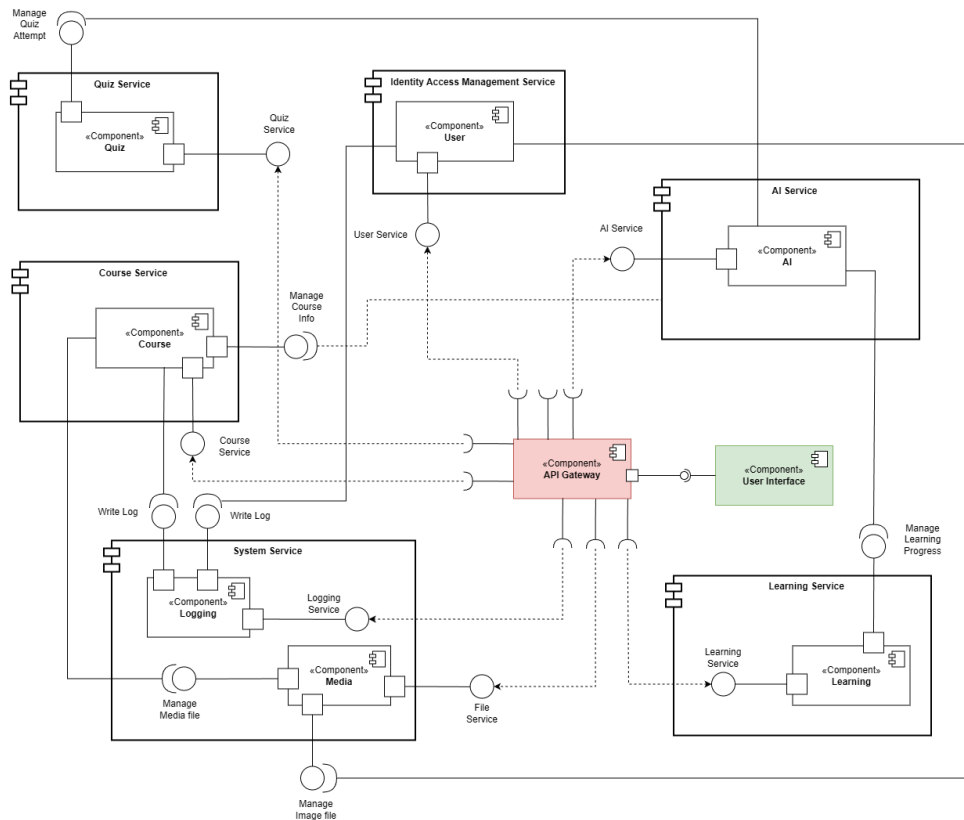 Manage
Quiz
Attempt
Quiz Service
«Component»
Quiz
Quiz
Service
Identity Access Management Service
«Component»
User
User Service
AI Service
AI Service
«Component»
AI
Course Service
«Component»
Course
Manage
Course
Info
Course
Service
«Component»
API Gateway
«Component»
User Interface
Write Log
Write Log
Manage
Learning
Progress
System Service
«Component»
Logging
Logging
Service
«Component»
Media
Manage
Media file
File
Service
Manage
Image file
Learning Service
Learning
Service
«Component»
Learning